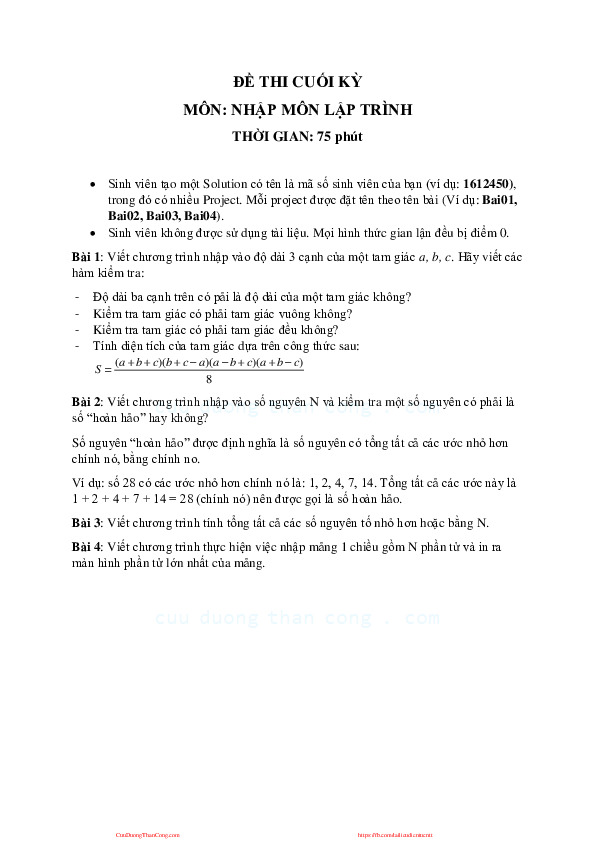 ĐỀ THI CUỐI KỲ
MÔN: NHẬP MÔN LẬP TRÌNH
THỜI GIAN: 75 phút
• Sinh viên tạo một Solution có tên là mã số sinh viên của bạn (ví dụ: 1612450),
trong đó có nhiều Project. Mỗi project được đặt tên theo tên bài (Ví dụ: Bai01,
Bai02, Bai03, Bai04).
• Sinh viên không được sử dụng tài liệu. Mọi hình thức gian lận đều bị điểm 0.
Bài 1: Viết chương trình nhập vào độ dài 3 cạnh của một tam giác a, b, c. Hãy viết các
hàm kiểm tra:
- Độ dài ba cạnh trên có pải là độ dài của một tam giác không?
- Kiểm tra tam giác có phải tam giác vuông không?
- Kiểm tra tam giác có phải tam giác đều không?
- Tính diện tích của tam giác dựa trên công thức sau:
S = (a+b+c)(b+c−a)(a−b+c)(a+b−c)
8
Bài 2: Viết chương trình nhập vào số nguyên N và kiểm tra một số nguyên có phải là
số “hoàn hảo” hay không?
Số nguyên “hoàn hảo” được định nghĩa là số nguyên có tổng tất cả các ước nhỏ hơn
chính nó, bằng chính no.
Ví dụ: số 28 có các ước nhỏ hơn chính nó là: 1, 2, 4, 7, 14. Tổng tất cả các ước này là
1 + 2 + 4 + 7 + 14 = 28 (chính nó) nên được gọi là số hoàn hảo.
Bài 3: Viết chương trình tính tổng tất cả các số nguyên tố nhỏ hơn hoặc bằng N.
Bài 4: Viết chương trình thực hiện việc nhập mảng 1 chiều gồm N phần tử và in ra
màn hình phần tử lớn nhất của mảng.
cuu duong than cong . com
CuuDuongThanCong.com https://fb.com/tailieudientucntt